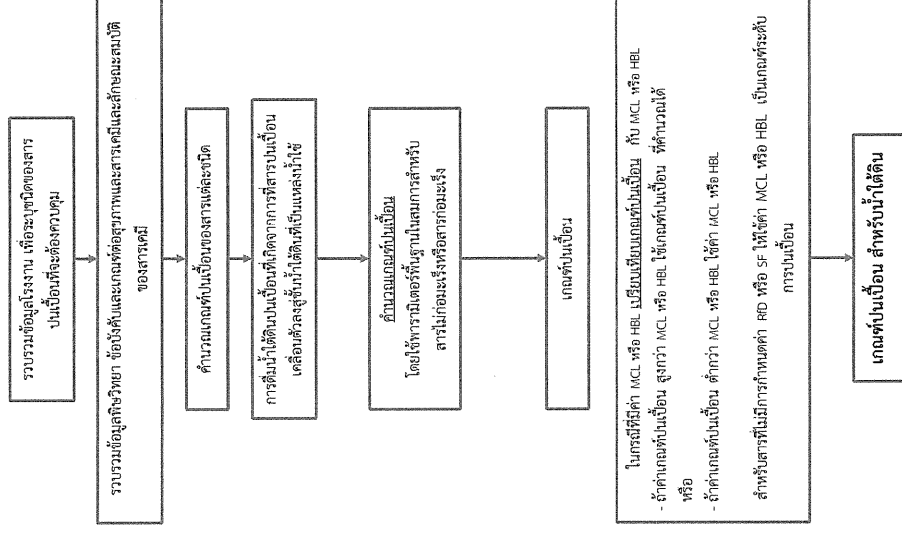 รวบรวมข้อมูลโรงงาน เพื่อระบุชนิดของสาร
ปนเปื้อนที่จะต้องควบคุม
รวบรวมข้อมูลพิษวิทยา ข้อบังคับและเกณฑ์ต่อสุขภาพและสารเคมีและลักษณะสมบัติ
ของสารเคมี
คำนวณเกณฑ์ปนเปื้อนของสารแต่ละชนิด
การดื่มน้ำใต้ดินปนเปื้อนที่เกิดจากการที่สารปนเปื้อน
เคลื่อนตัวลงสู่ชั้นน้ำใต้ดินที่เป็นแหล่งน้ำใช้
คำนวณเกณฑ์ปนเปื้อน
โดยใช้พารามิเตอร์พื้นฐานในสมการสำหรับ
สารไม่ก่อมะเร็งหรือสารก่อมะเร็ง
เกณฑ์ปนเปื้อน
ในกรณีที่มีค่า MCL หรือ HBL เปรียบเทียบเกณฑ์ปนเปื้อน กับ MCL หรือ HBL
- ถ้าค่าเกณฑ์ปนเปื้อน สูงกว่า MCL หรือ HBL ใช้เกณฑ์ปนเปื้อน ที่คำนวณได้
หรือ
- ถ้าค่าเกณฑ์ปนเปื้อน ต่ำกว่า MCL หรือ HBL ใช้ค่า MCL หรือ HBL
สำหรับสารที่ไม่มีการกำหนดค่า RfD หรือ SF ให้ใช้ค่า MCL หรือ HBL เป็นเกณฑ์ระดับ
การปนเปื้อน
เกณฑ์ปนเปื้อน สำหรับน้ำใต้ดิน